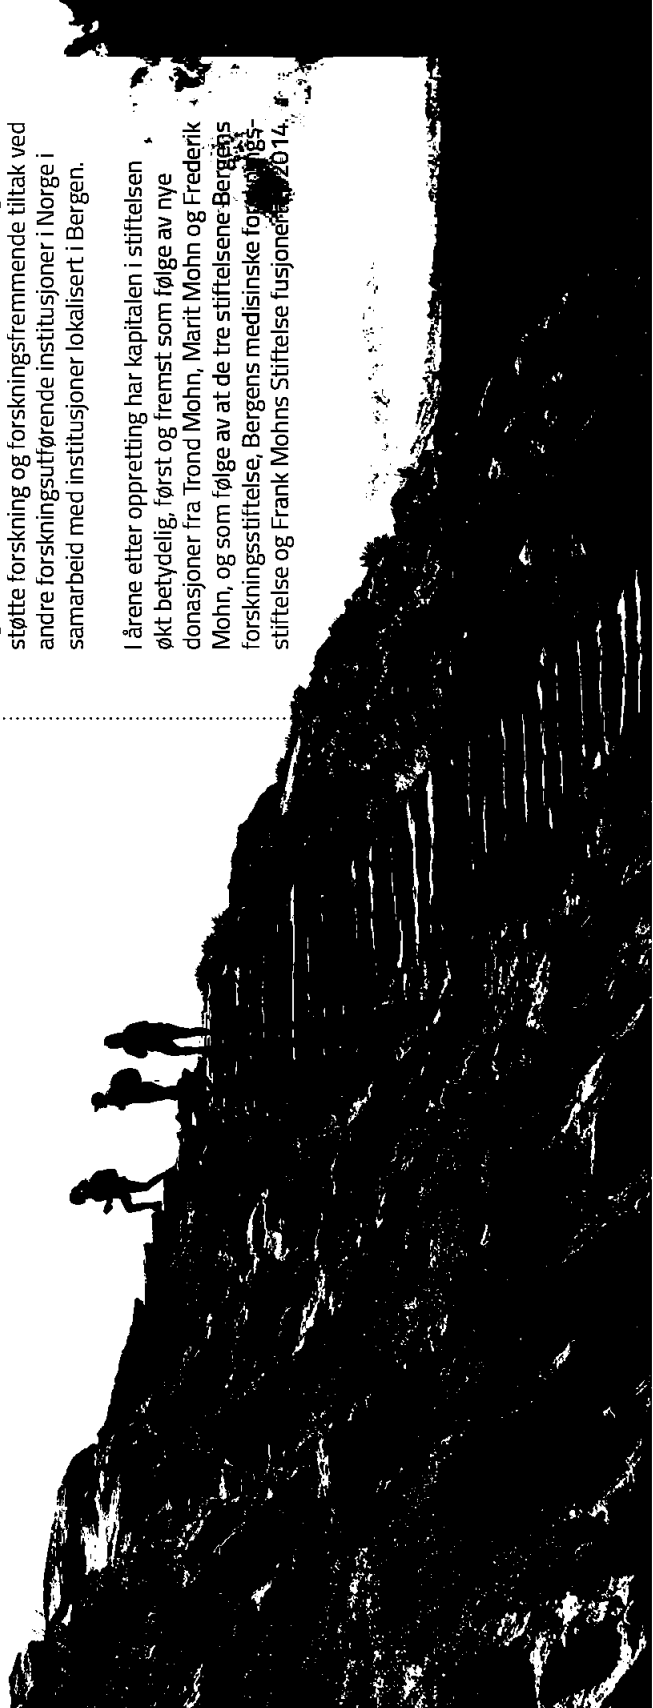 støtte forskning og forskningsfremmende tiltak ved
andre forskningsutførende institusjoner i Norge i
samarbeid med institusjoner lokalisert i Bergen.
I årene etter oppretting har kapitalen i stiftelsen
økt betydelig, først og fremst som følge av nye
donasjoner fra Trond Mohn, Marit Mohn og Frederik
Mohn, og som følge av at de tre stiftelsene Bergens
forskningsstiftelse, Bergens medisinske forsknings-
stiftelse og Frank Mohns Stiftelse fusjonerte 2014.